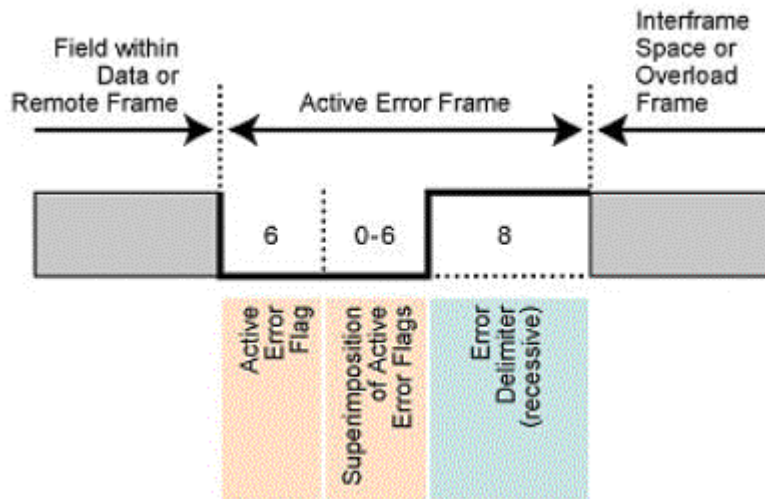 Field within
Data or
Remote Frame
Active Error Frame
Interframe
Space or
Overload
Frame
6
0-6
8
Active
Error
Flag
Superimposition
of Active
Error Flags
Error
Delimiter
(recessive)